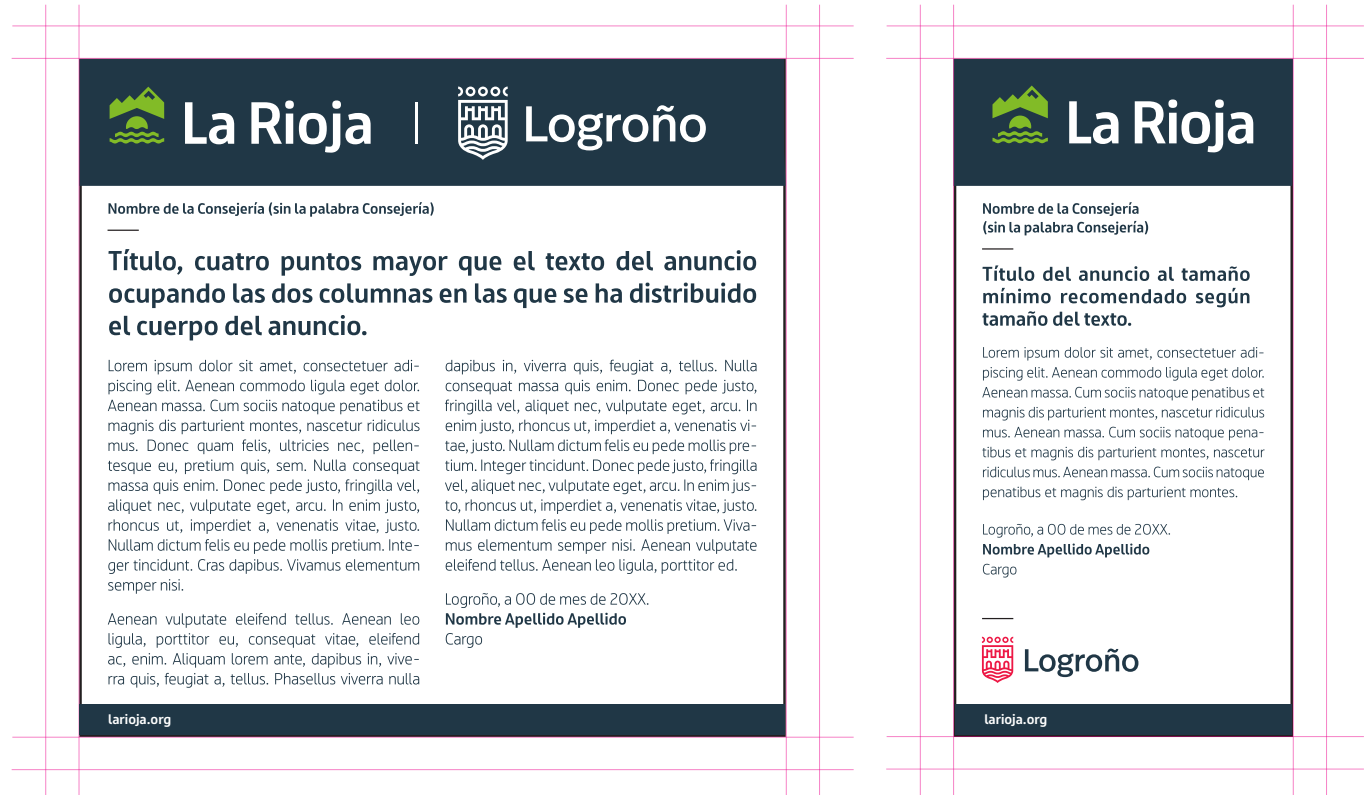 La Rioja
Logroño
Nombre de la Consejería (sin la palabra Consejería)
Título, cuatro puntos mayor que el texto del anuncio
ocupando las dos columnas en las que se ha distribuido
el cuerpo del anuncio.
Lorem ipsum dolor sit amet, consectetuer adi-
piscing elit. Aenean commodo ligula eget dolor.
Aenean massa. Cum sociis natoque penatibus et
magnis dis parturient montes, nascetur ridiculus
mus. Donec quam felis, ultricies nec, pellen-
tesque eu, pretium quis, sem. Nulla consequat
massa quis enim. Donec pede justo, fringilla vel,
aliquet nec, vulputate eget, arcu. In enim justo,
rhoncus ut, imperdiet a, venenatis vitae, justo.
Nullam dictum felis eu pede mollis pretium. Inte-
ger tincidunt. Cras dapibus. Vivamus elementum
semper nisi.
Aenean vulputate eleifend tellus. Aenean leo
ligula, porttitor eu, consequat vitae, eleifend
ac, enim. Aliquam lorem ante, dapibus in, vive-
rra quis, feugiat a, tellus. Phasellus viverra nulla
dapibus in, viverra quis, feugiat a, tellus. Nulla
consequat massa quis enim. Donec pede justo,
fringilla vel, aliquet nec, vulputate eget, arcu. In
enim justo, rhoncus ut, imperdiet a, venenatis vi-
tae, justo. Nullam dictum felis eu pede mollis pre-
tium. Integer tincidunt. Donec pede justo, fringilla
vel, aliquet nec, vulputate eget, arcu. In enim jus-
to, rhoncus ut, imperdiet a, venenatis vitae, justo.
Nullam dictum felis eu pede mollis pretium. Viva-
mus elementum semper nisi. Aenean vulputate
eleifend tellus. Aenean leo ligula, porttitor ed.
Logroño, a 00 de mes de 20XX.
Nombre Apellido Apellido
Cargo
larioja.org
La Rioja
Nombre de la Consejería
(sin la palabra Consejería)
Título del anuncio al tamaño
mínimo recomendado según
tamaño del texto.
Lorem ipsum dolor sit amet, consectetuer adi-
piscing elit. Aenean commodo ligula eget dolor.
Aenean massa. Cum sociis natoque penatibus et
magnis dis parturient montes, nascetur ridiculus
mus. Aenean massa. Cum sociis natoque pena-
tibus et magnis dis parturient montes, nascetur
ridiculus mus. Aenean massa. Cum sociis natoque
penatibus et magnis dis parturient montes.
Logroño, a 00 de mes de 20XX.
Nombre Apellido Apellido
Cargo
Logroño
larioja.org